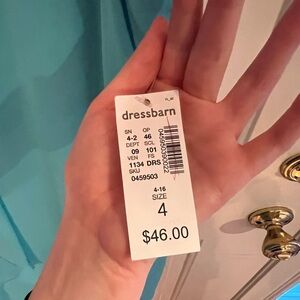 dressbarn
SN OP
4-2 46
DEPT SCL
09 101
VEN FS
1134 DRS
SKU
0459503
4-16
SIZE
4
$46.00